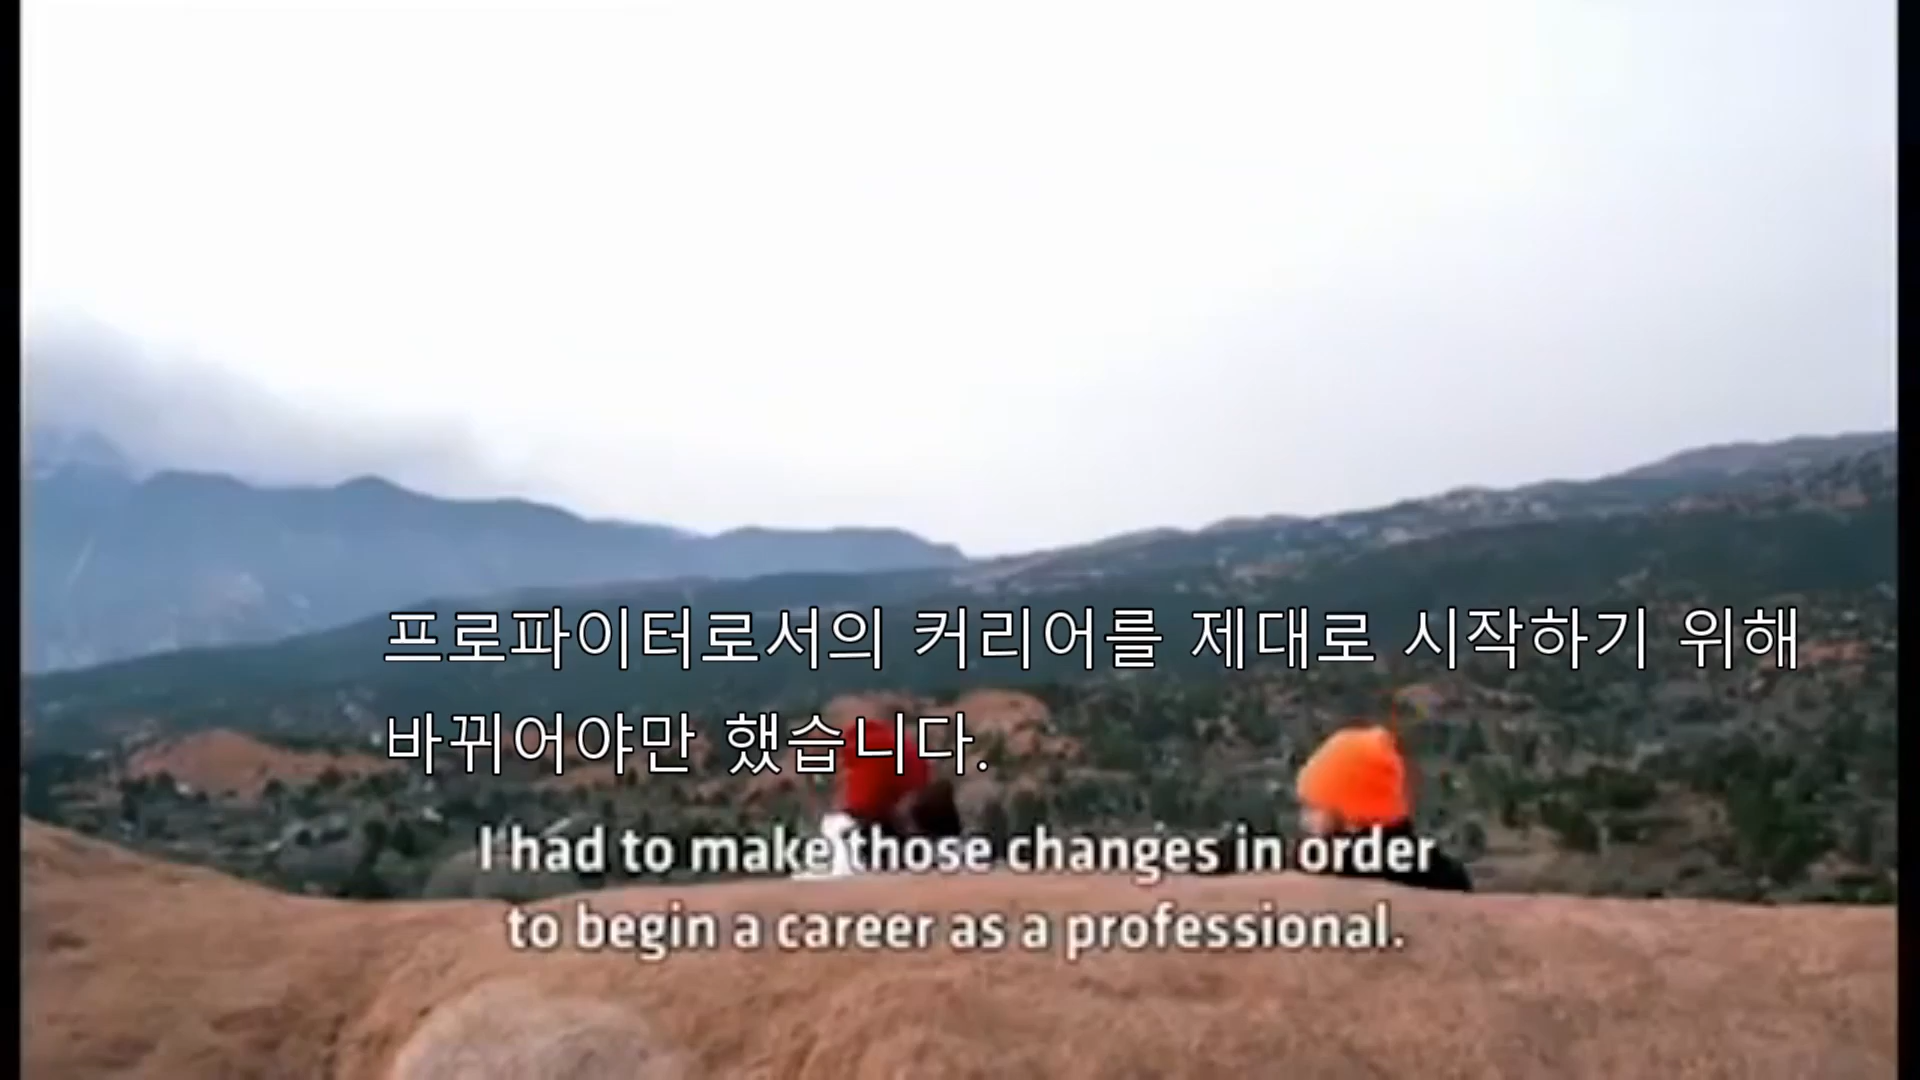 프로파이터로서의 커리어를 제대로 시작하기 위해
바뀌어야만 했습니다.
I had to make those changes in order
to begin a career as a professional.